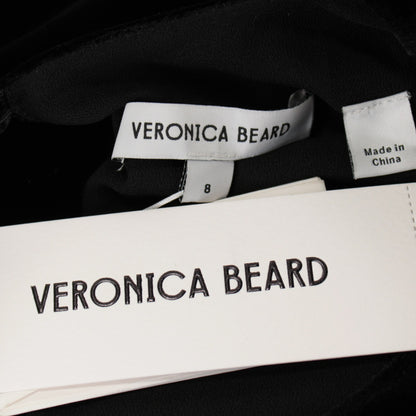 VERONICA BEARD
Made in
China
8
VERONICA BEARD